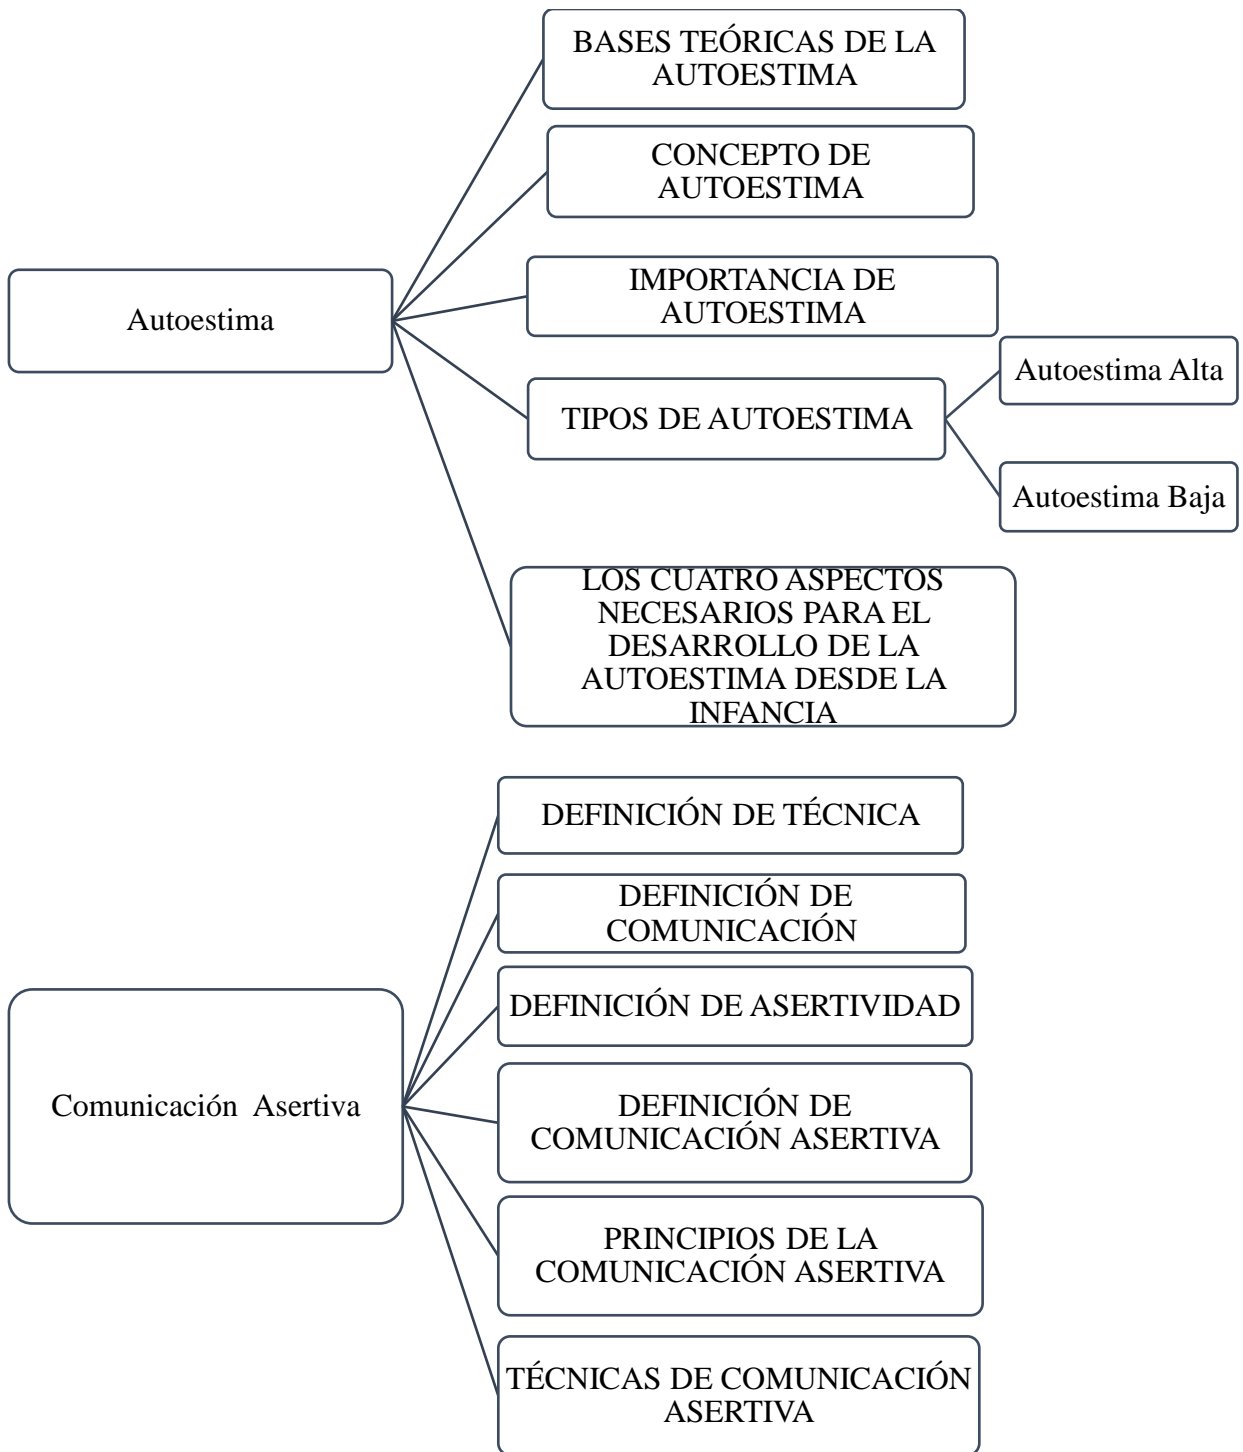 BASES TEÓRICAS DE LA
AUTOESTIMA
CONCEPTO DE
AUTOESTIMA
IMPORTANCIA DE
AUTOESTIMA
Autoestima
Autoestima Alta
TIPOS DE AUTOESTIMA
Autoestima Baja
LOS CUATRO ASPECTOS
NECESARIOS PARA EL
DESARROLLO DE LA
AUTOESTIMA DESDE LA
INFANCIA
DEFINICIÓN DE TÉCNICA
DEFINICIÓN DE
COMUNICACIÓN
DEFINICIÓN DE ASERTIVIDAD
Comunicación  Asertiva
DEFINICIÓN DE
COMUNICACIÓN ASERTIVA
PRINCIPIOS DE LA
COMUNICACIÓN ASERTIVA
TÉCNICAS DE COMUNICACIÓN
ASERTIVA